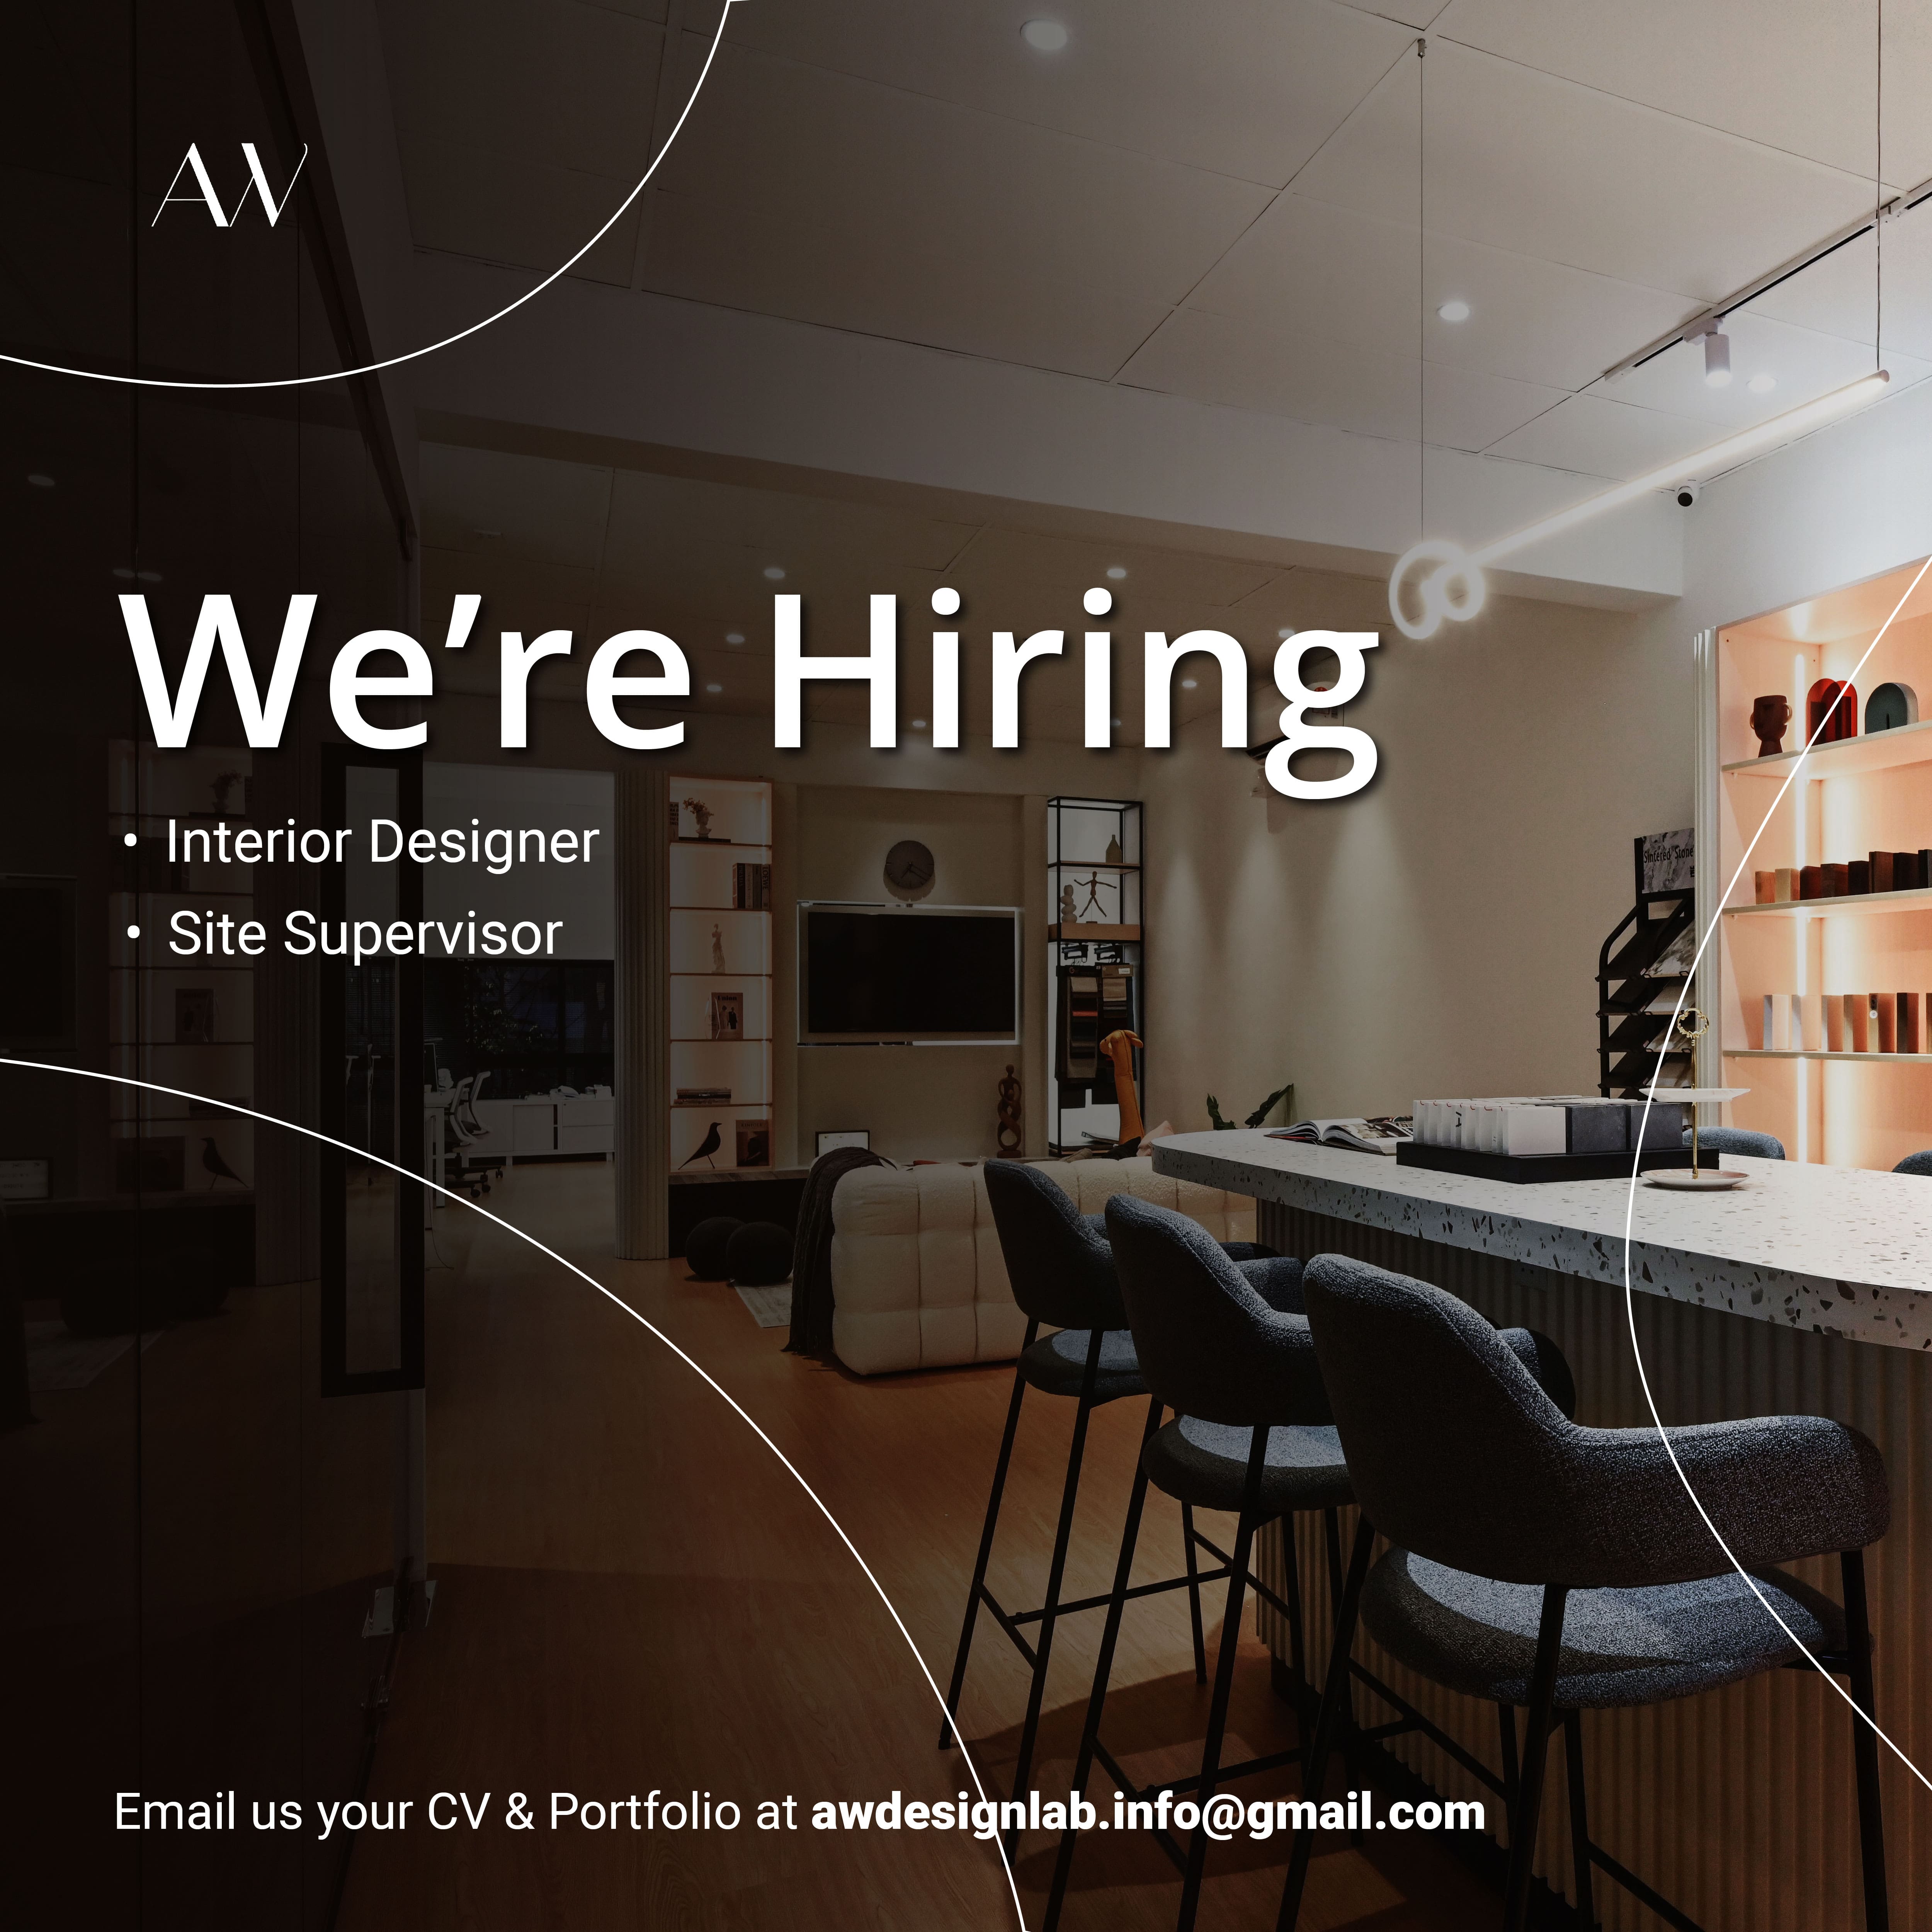 AW
We’re Hiring
• Interior Designer
• Site Supervisor
Sintered Stone
Email us your CV & Portfolio at awdesignlab.info@gmail.com